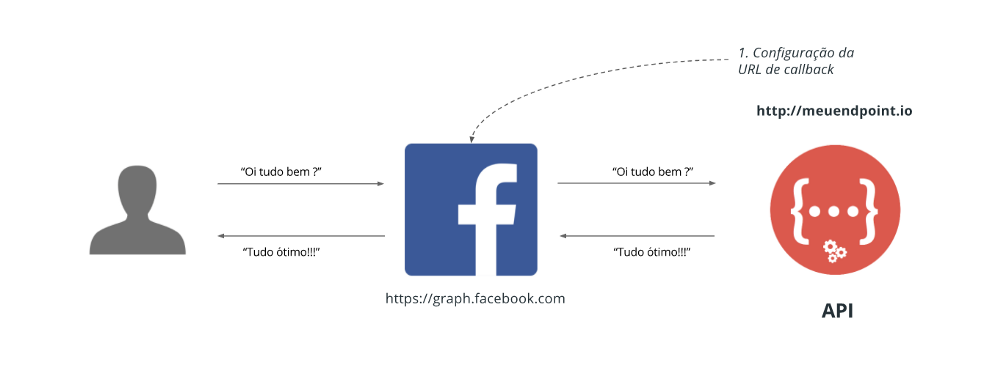 1. Configuração da
URL de callback
http://meuendpoint.io
“Oi tudo bem ?”
“Oi tudo bem ?”
“Tudo ótimo!!!”
“Tudo ótimo!!!”
https://graph.facebook.com
API